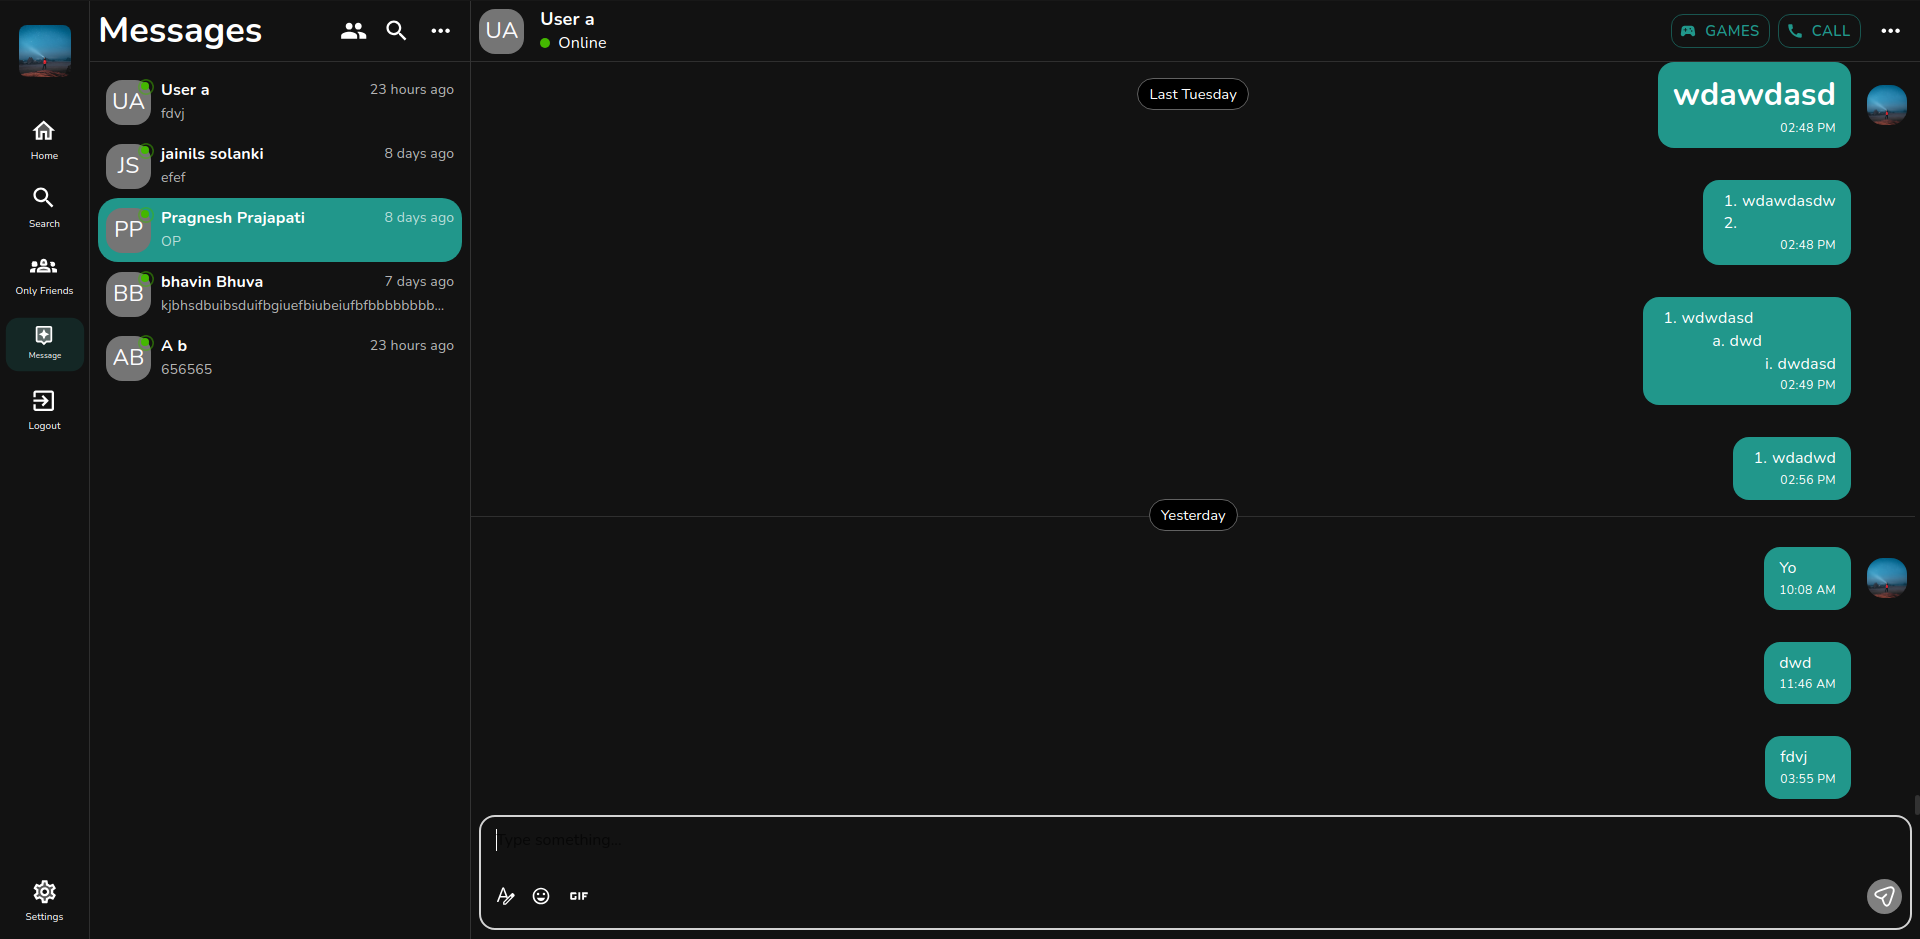 Home
Search
Only Friends
Message
Logout
Settings
Messages
UA
User a
23 hours ago
fdvj
JS
jainils solanki
8 days ago
efef
PP
Pragnesh Prajapati
8 days ago
OP
BB
bhavin Bhuva
7 days ago
kjbhsdbuibsduifbgiuefbiubeiufbfbbbbbbbb...
AB
A b
23 hours ago
656565
UA
User a
Online
GAMES
CALL
Last Tuesday
wdawdasd
02:48 PM
1. wdawdasdw
2.
02:48 PM
1. wdwdasd
a. dwd
i. dwdasd
02:49 PM
1. wdadwd
02:56 PM
Yesterday
Yo
10:08 AM
dwd
11:46 AM
fdvj
03:55 PM
Type something...
GIF